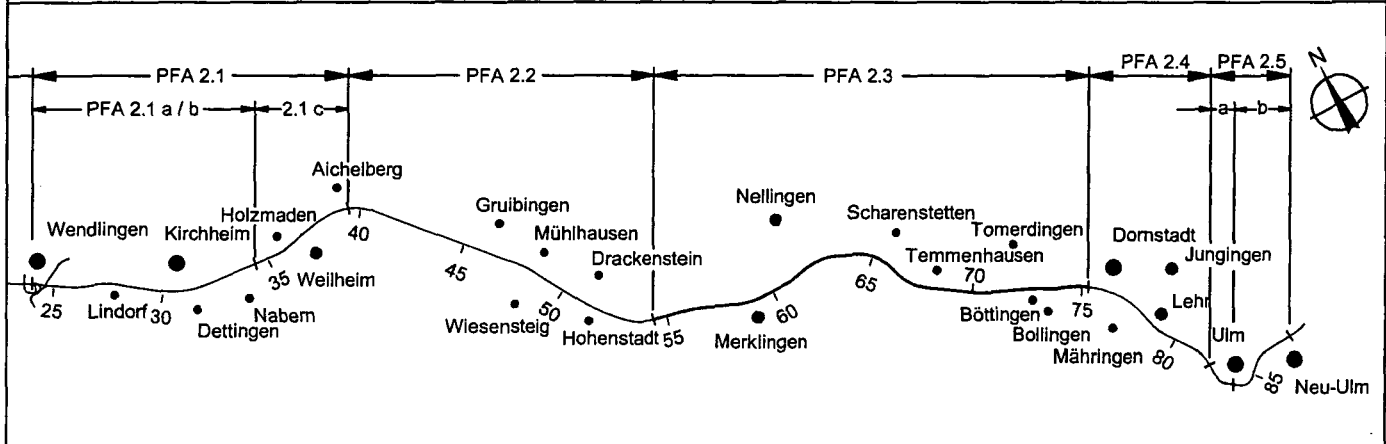 PFA 2.1
PFA 2.2
PFA 2.3
PFA 2.4
PFA 2.5
N
PFA 2.1 a / b
2.1 c
a
b
Aichelberg
Wendlingen
Kirchheim
Holzmaden
Weilheim
Lindorf
Dettingen
Nabern
25
30
35
40
Gruibingen
Mühlhausen
Drackenstein
Wiesensteig
Hohenstadt
45
50
55
Nellingen
Merklingen
Scharenstetten
Temmenhausen
Tomerdingen
60
65
70
75
Böttingen
Bollingen
Mähringen
Dornstadt
Jungingen
Lehr
Ulm
Neu-Ulm
80
85